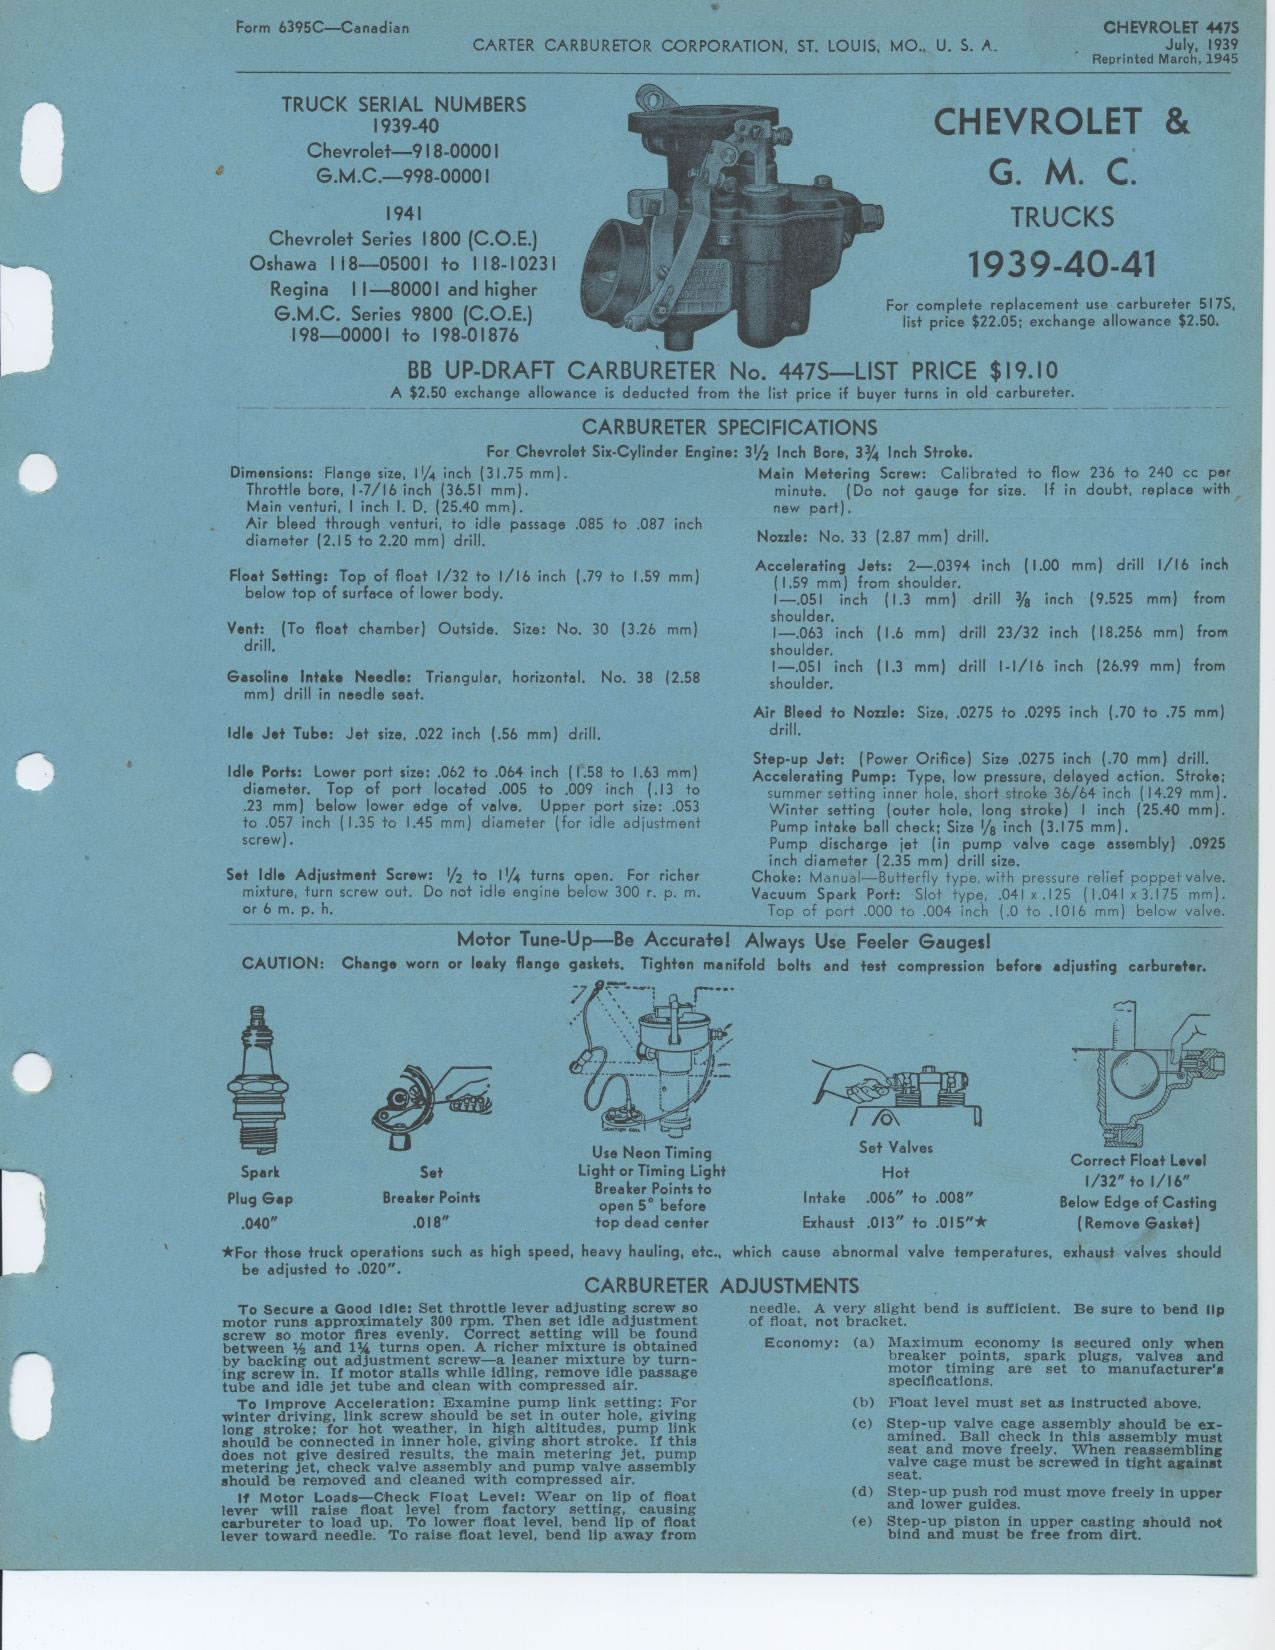 Form 6395C—Canadian
CARTER CARBURETOR CORPORATION, ST. LOUIS, MO., U. S. A.
CHEVROLET 447S
July, 1939
Reprinted March, 1945
TRUCK SERIAL NUMBERS
1939-40
Chevrolet—918-00001
G.M.C.—998-00001
1941
Chevrolet Series 1800 (C.O.E.)
Oshawa 118—05001 to 118-10231
Regina 11—80001 and higher
G.M.C. Series 9800 (C.O.E.)
198—00001 to 198-01876
CHEVROLET &
G. M. C.
TRUCKS
1939-40-41
For complete replacement use carbureter 517S,
list price $22.05; exchange allowance $2.50.
BB UP-DRAFT CARBURETER No. 447S—LIST PRICE $19.10
A $2.50 exchange allowance is deducted from the list price if buyer turns in old carbureter.
CARBURETER SPECIFICATIONS
For Chevrolet Six-Cylinder Engine: 3½ Inch Bore, 3¾ Inch Stroke.
Dimensions: Flange size, 1¼ inch (31.75 mm).
Throttle bore, 1-7/16 inch (36.51 mm).
Main venturi, 1 inch I. D. (25.40 mm).
Air bleed through venturi, to idle passage .085 to .087 inch
diameter (2.15 to 2.20 mm) drill.
Float Setting: Top of float 1/32 to 1/16 inch (.79 to 1.59 mm)
below top of surface of lower body.
Vent: (To float chamber) Outside. Size: No. 30 (3.26 mm)
drill.
Gasoline Intake Needle: Triangular, horizontal. No. 38 (2.58
mm) drill in needle seat.
Idle Jet Tube: Jet size, .022 inch (.56 mm) drill.
Idle Ports: Lower port size: .062 to .064 inch (1.58 to 1.63 mm)
diameter. Top of port located .005 to .009 inch (.13 to
.23 mm) below lower edge of valve. Upper port size: .053
to .057 inch (1.35 to 1.45 mm) diameter (for idle adjustment
screw).
Set Idle Adjustment Screw: ½ to 1¼ turns open. For richer
mixture, turn screw out. Do not idle engine below 300 r. p. m.
or 6 m. p. h.
Main Metering Screw: Calibrated to flow 236 to 240 cc per
minute. (Do not gauge for size. If in doubt, replace with
new part).
Nozzle: No. 33 (2.87 mm) drill.
Accelerating Jets: 2—.0394 inch (1.00 mm) drill 1/16 inch
(1.59 mm) from shoulder.
1—.051 inch (1.3 mm) drill ⅜ inch (9.525 mm) from
shoulder.
1—.063 inch (1.6 mm) drill 23/32 inch (18.256 mm) from
shoulder.
1—.051 inch (1.3 mm) drill 1-1/16 inch (26.99 mm) from
shoulder.
Air Bleed to Nozzle: Size, .0275 to .0295 inch (.70 to .75 mm)
drill.
Step-up Jet: (Power Orifice) Size .0275 inch (.70 mm) drill.
Accelerating Pump: Type, low pressure, delayed action. Stroke;
summer setting inner hole, short stroke 36/64 inch (14.29 mm).
Winter setting (outer hole, long stroke) 1 inch (25.40 mm).
Pump intake ball check; Size ⅛ inch (3.175 mm).
Pump discharge jet (in pump valve cage assembly) .0925
inch diameter (2.35 mm) drill size.
Choke: Manual—Butterfly type, with pressure relief poppet valve.
Vacuum Spark Port: Slot type, .041 x .125 (1.041 x 3.175 mm).
Top of port .000 to .004 inch (.0 to .1016 mm) below valve.
Motor Tune-Up—Be Accurate! Always Use Feeler Gauges!
CAUTION: Change worn or leaky flange gaskets. Tighten manifold bolts and test compression before adjusting carbureter.
IGNITION COIL
Spark
Plug Gap
.040″
Set
Breaker Points
.018″
Use Neon Timing
Light or Timing Light
Breaker Points to
open 5° before
top dead center
Set Valves
Hot
Intake .006″ to .008″
Exhaust .013″ to .015″★
Correct Float Level
1/32″ to 1/16″
Below Edge of Casting
(Remove Gasket)
★For those truck operations such as high speed, heavy hauling, etc., which cause abnormal valve temperatures, exhaust valves should
be adjusted to .020″.
CARBURETER ADJUSTMENTS
To Secure a Good Idle: Set throttle lever adjusting screw so
motor runs approximately 300 rpm. Then set idle adjustment
screw so motor fires evenly. Correct setting will be found
between ½ and 1¼ turns open. A richer mixture is obtained
by backing out adjustment screw—a leaner mixture by turn-
ing screw in. If motor stalls while idling, remove idle passage
tube and idle jet tube and clean with compressed air.
To Improve Acceleration: Examine pump link setting: For
winter driving, link screw should be set in outer hole, giving
long stroke; for hot weather, in high altitudes, pump link
should be connected in inner hole, giving short stroke. If this
does not give desired results, the main metering jet, pump
metering jet, check valve assembly and pump valve assembly
should be removed and cleaned with compressed air.
If Motor Loads—Check Float Level: Wear on lip of float
lever will raise float level from factory setting, causing
carbureter to load up. To lower float level, bend lip of float
lever toward needle. To raise float level, bend lip away from
needle. A very slight bend is sufficient. Be sure to bend lip
of float, not bracket.
Economy: (a) Maximum economy is secured only when
breaker points, spark plugs, valves and
motor timing are set to manufacturer's
specifications.
(b) Float level must set as instructed above.
(c) Step-up valve cage assembly should be ex-
amined. Ball check in this assembly must
seat and move freely. When reassembling
valve cage must be screwed in tight against
seat.
(d) Step-up push rod must move freely in upper
and lower guides.
(e) Step-up piston in upper casting should not
bind and must be free from dirt.